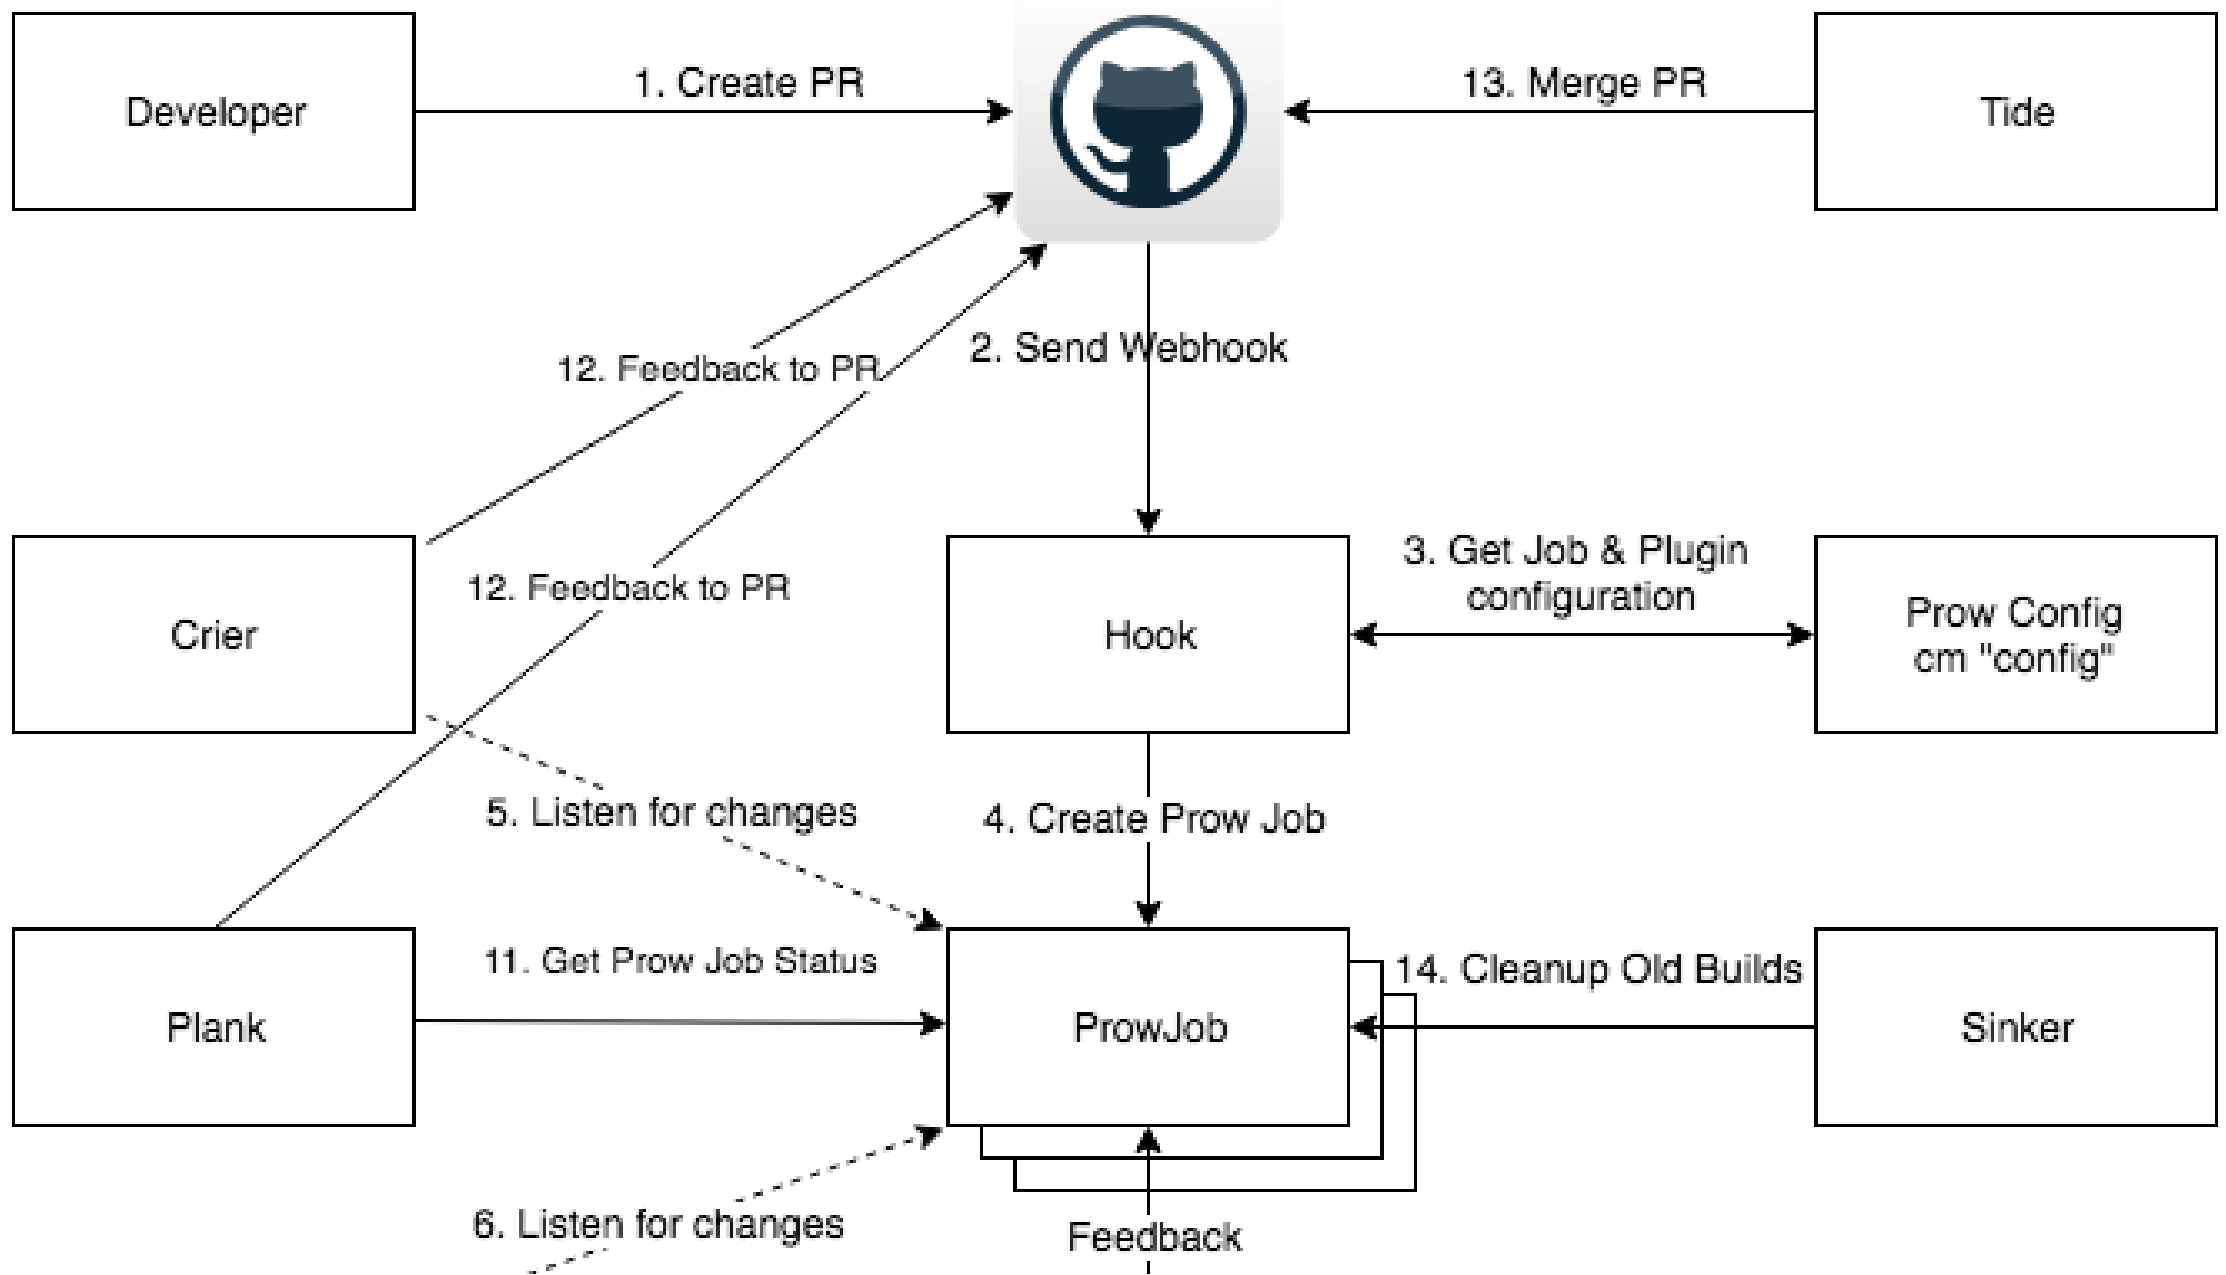 Developer
1. Create PR
13. Merge PR
Tide
2. Send Webhook
12. Feedback to PR
12. Feedback to PR
Crier
Hook
3. Get Job & Plugin
configuration
Prow Config
cm "config"
5. Listen for changes
4. Create Prow Job
Plank
11. Get Prow Job Status
ProwJob
14. Cleanup Old Builds
Sinker
6. Listen for changes
Feedback